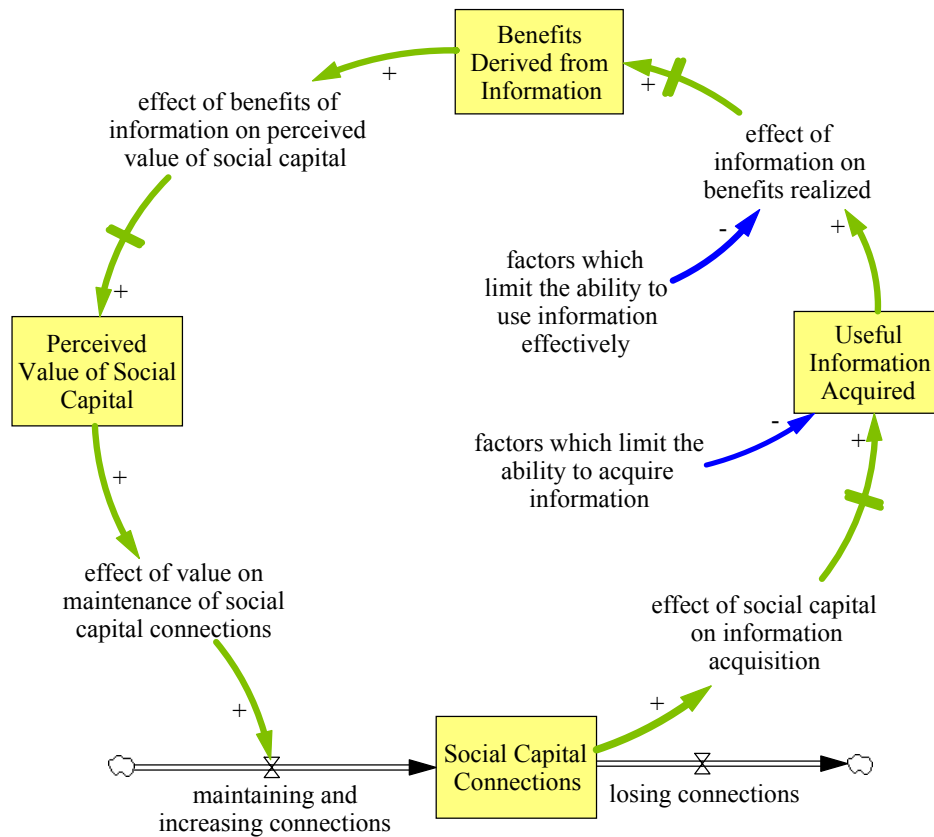 Benefits
Derived from
Information
+
+
effect of benefits of
information on perceived
value of social capital
effect of
information on
benefits realized
-
+
factors which
limit the ability to
use information
effectively
+
Perceived
Value of Social
Capital
Useful
Information
Acquired
-
+
factors which limit the
ability to acquire
information
+
effect of value on
maintenance of social
capital connections
effect of social capital
on information
acquisition
+
+
Social Capital
Connections
maintaining and
increasing connections
losing connections